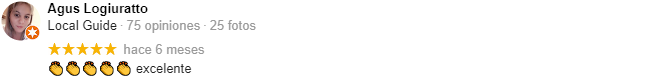 Agus Logiuratto
Local Guide · 75 opiniones · 25 fotos
★★★★★ hace 6 meses
👏👏👏👏👏 excelente